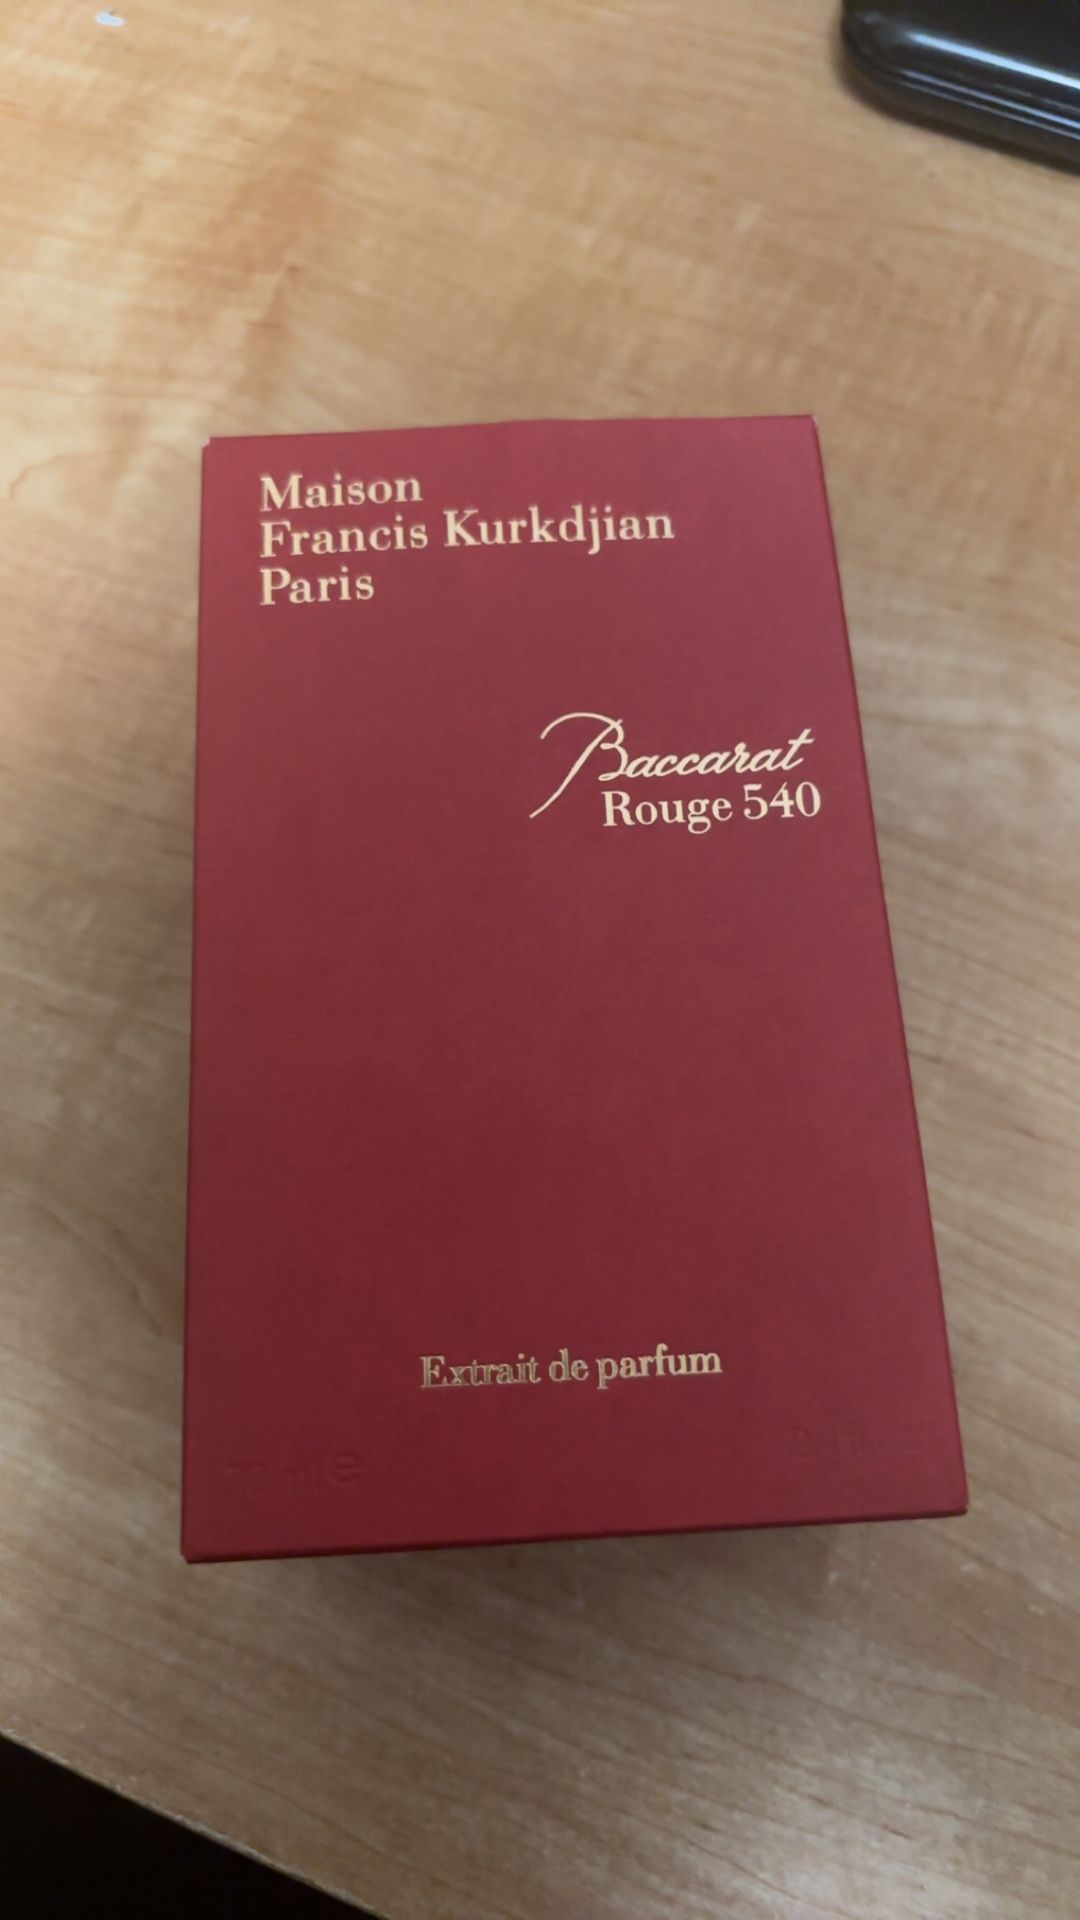 Maison
Francis Kurkdjian
Paris
Baccarat
Rouge 540
Extrait de parfum